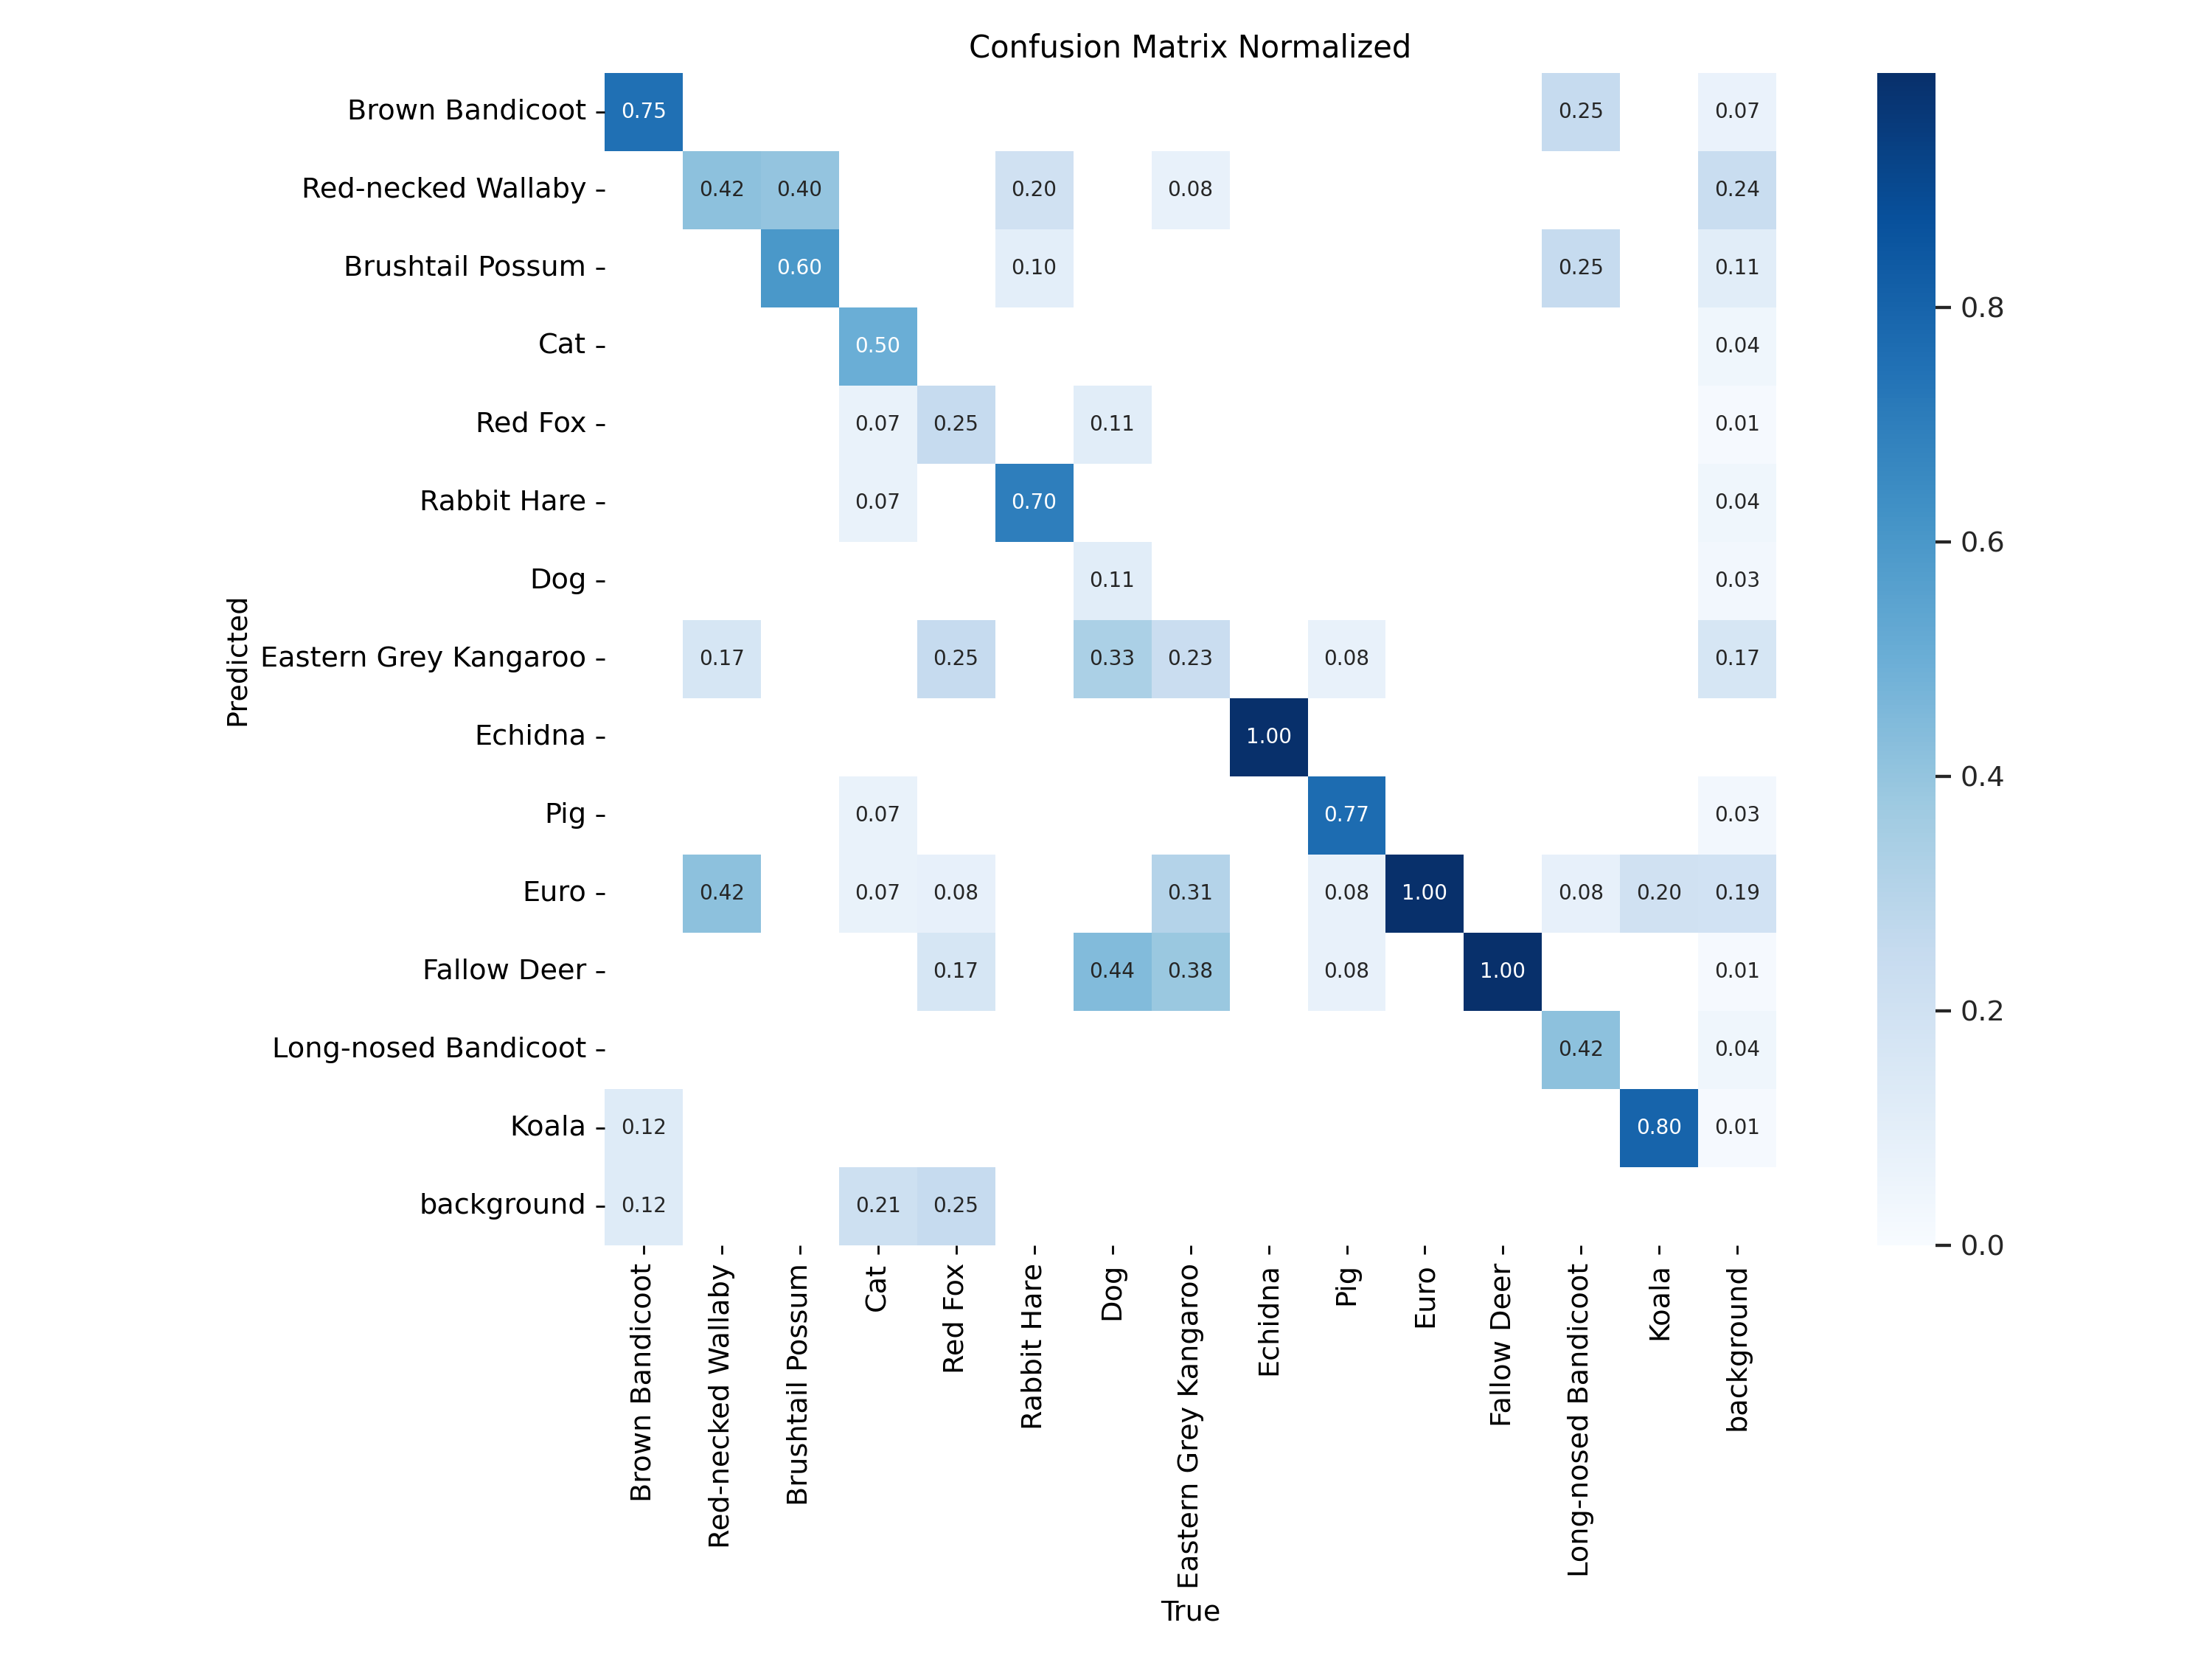 Confusion Matrix Normalized
Predicted
Brown Bandicoot 0.75 0.25 0.07
Red-necked Wallaby 0.42 0.40 0.20 0.08 0.24
Brushtail Possum 0.60 0.10 0.25 0.11
Cat 0.50 0.04
Red Fox 0.07 0.25 0.11 0.01
Rabbit Hare 0.07 0.70 0.04
Dog 0.11 0.03
Eastern Grey Kangaroo 0.17 0.25 0.33 0.23 0.08 0.17
Echidna 1.00
Pig 0.07 0.77 0.03
Euro 0.42 0.07 0.08 0.31 0.08 1.00 0.08 0.20 0.19
Fallow Deer 0.17 0.44 0.38 0.08 1.00 0.01
Long-nosed Bandicoot 0.42 0.04
Koala 0.12 0.80 0.01
background 0.12 0.21 0.25
Brown Bandicoot
Red-necked Wallaby
Brushtail Possum
Cat
Red Fox
Rabbit Hare
Dog
Eastern Grey Kangaroo
Echidna
Pig
Euro
Fallow Deer
Long-nosed Bandicoot
Koala
background
True
0.8
0.6
0.4
0.2
0.0